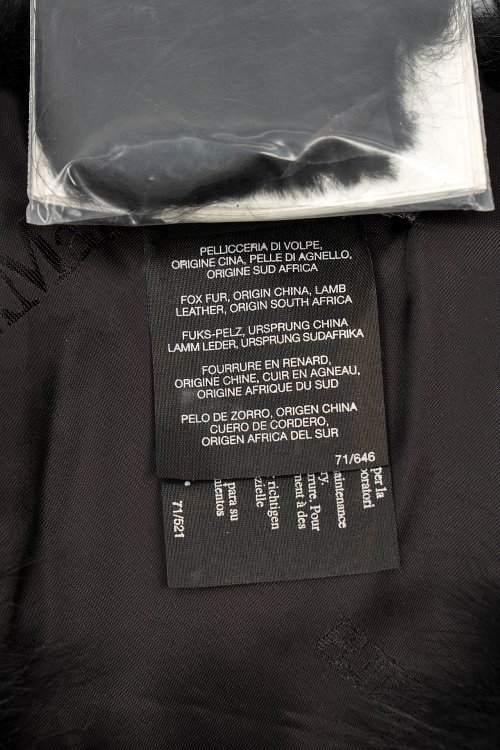 PELLICCERIA DI VOLPE,
ORIGINE CINA, PELLE DI AGNELLO,
ORIGINE SUD AFRICA
FOX FUR, ORIGIN CHINA, LAMB
LEATHER, ORIGIN SOUTH AFRICA
FUKS-PELZ, URSPRUNG CHINA
LAMM LEDER, URSPRUNG SUDAFRIKA
FOURRURE EN RENARD,
ORIGINE CHINE, CUIR EN AGNEAU,
ORIGINE AFRIQUE DU SUD
PELO DE ZORRO, ORIGEN CHINA
CUERO DE CORDERO,
ORIGEN AFRICA DEL SUR
71/646
per la
boratori
maintenance
ry.
rrure. Pour
ment à des
richtigen
zielle
para su
mientos
71/521